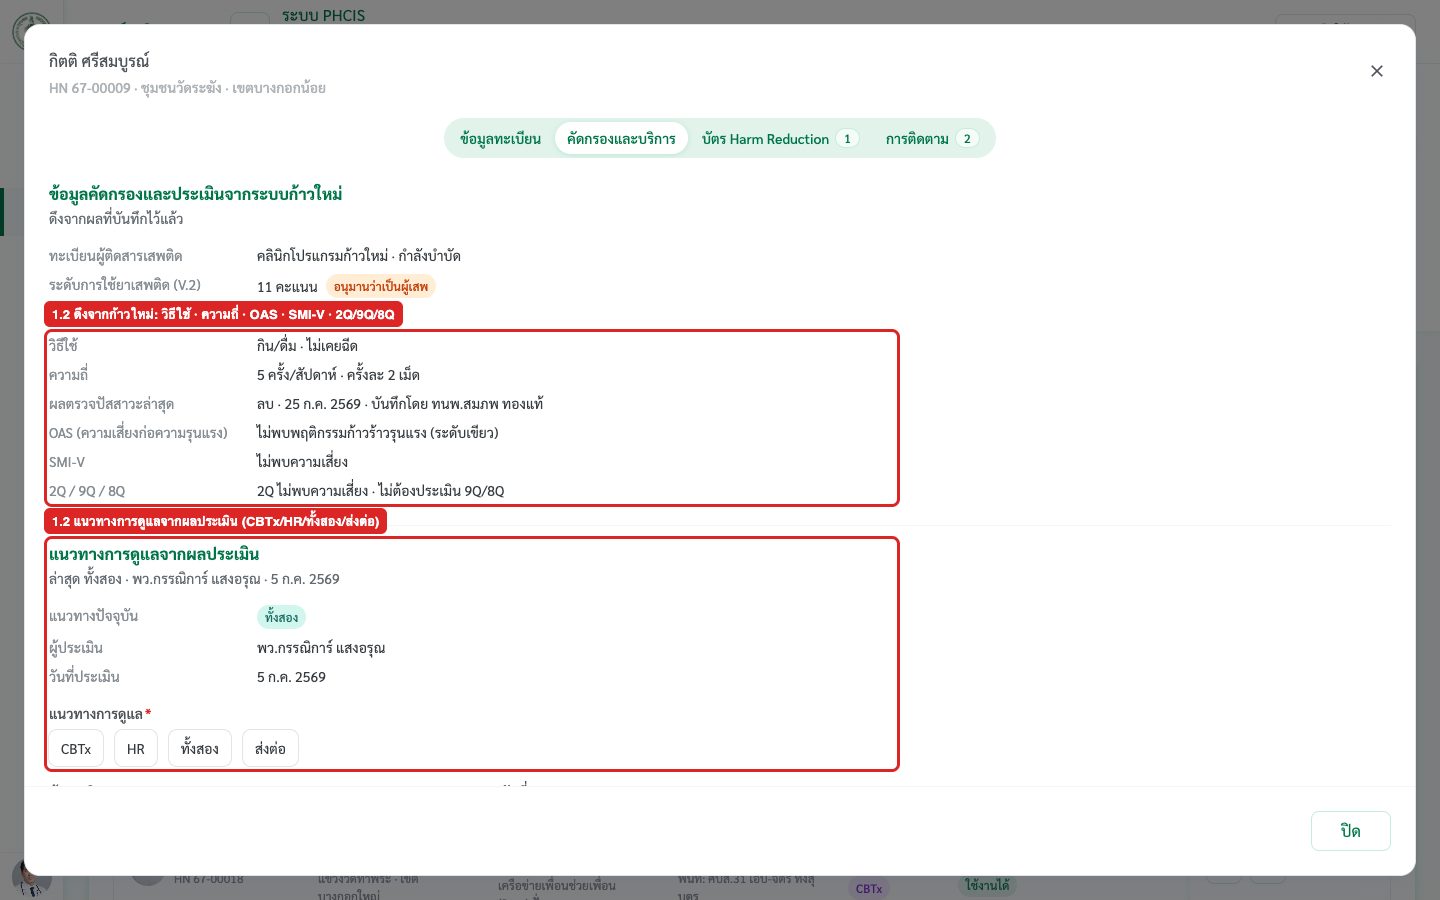 ระบบ PHCIS
กิตติ ศรีสมบูรณ์
HN 67-00009 · ชุมชนวัดระฆัง · เขตบางกอกน้อย
ข้อมูลทะเบียน คัดกรองและบริการ บัตร Harm Reduction 1 การติดตาม 2
ข้อมูลคัดกรองและประเมินจากระบบก้าวใหม่
ดึงจากผลที่บันทึกไว้แล้ว
ทะเบียนผู้ติดสารเสพติด คลินิกโปรแกรมก้าวใหม่ · กำลังบำบัด
ระดับการใช้ยาเสพติด (V.2) 11 คะแนน อนุมานว่าเป็นผู้เสพ
1.2 ดึงจากก้าวใหม่: วิธีใช้ · ความถี่ · OAS · SMI-V · 2Q/9Q/8Q
วิธีใช้ กิน/ดื่ม · ไม่เคยฉีด
ความถี่ 5 ครั้ง/สัปดาห์ · ครั้งละ 2 เม็ด
ผลตรวจปัสสาวะล่าสุด ลบ · 25 ก.ค. 2569 · บันทึกโดย ทนพ.สมภพ ทองแท้
OAS (ความเสี่ยงก่อความรุนแรง) ไม่พบพฤติกรรมก้าวร้าวรุนแรง (ระดับเขียว)
SMI-V ไม่พบความเสี่ยง
2Q / 9Q / 8Q 2Q ไม่พบความเสี่ยง · ไม่ต้องประเมิน 9Q/8Q
1.2 แนวทางการดูแลจากผลประเมิน (CBTx/HR/ทั้งสอง/ส่งต่อ)
แนวทางการดูแลจากผลประเมิน
ล่าสุด ทั้งสอง · พว.กรรณิการ์ แสงอรุณ · 5 ก.ค. 2569
แนวทางปัจจุบัน ทั้งสอง
ผู้ประเมิน พว.กรรณิการ์ แสงอรุณ
วันที่ประเมิน 5 ก.ค. 2569
แนวทางการดูแล *
CBTx HR ทั้งสอง ส่งต่อ
ปิด
HN 67-00018
เครือข่ายเพื่อนช่วยเพื่อน
CBTx
ใช้งานได้